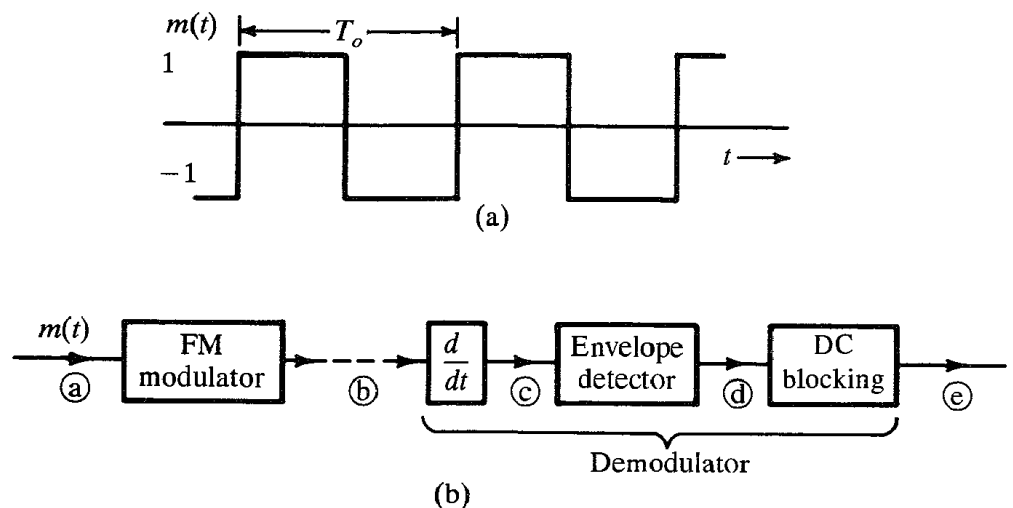 m(t)
T_o
1
-1
t
(a)
m(t)
FM
modulator
d
dt
Envelope
detector
DC
blocking
ⓐ
ⓑ
ⓒ
ⓓ
ⓔ
Demodulator
(b)